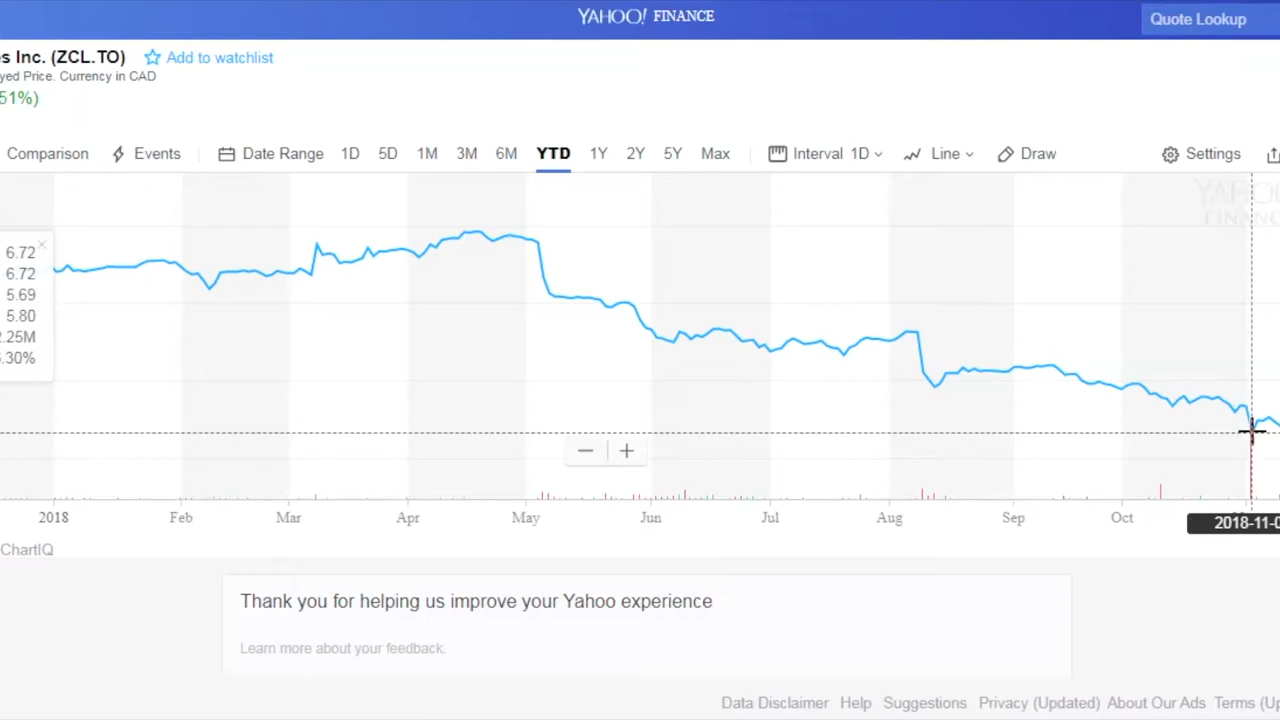 YAHOO! FINANCE
Quote Lookup
s Inc. (ZCL.TO) Add to watchlist
yed Price. Currency in CAD
51%)
Comparison Events Date Range 1D 5D 1M 3M 6M YTD 1Y 2Y 5Y Max Interval 1D Line Draw Settings
YAHOO
FINANC
6.72
6.72
5.69
5.80
2.25M
.30%
2018 Feb Mar Apr May Jun Jul Aug Sep Oct
2018-11-0
ChartIQ
Thank you for helping us improve your Yahoo experience
Learn more about your feedback.
Data Disclaimer Help Suggestions Privacy (Updated) About Our Ads Terms (Up